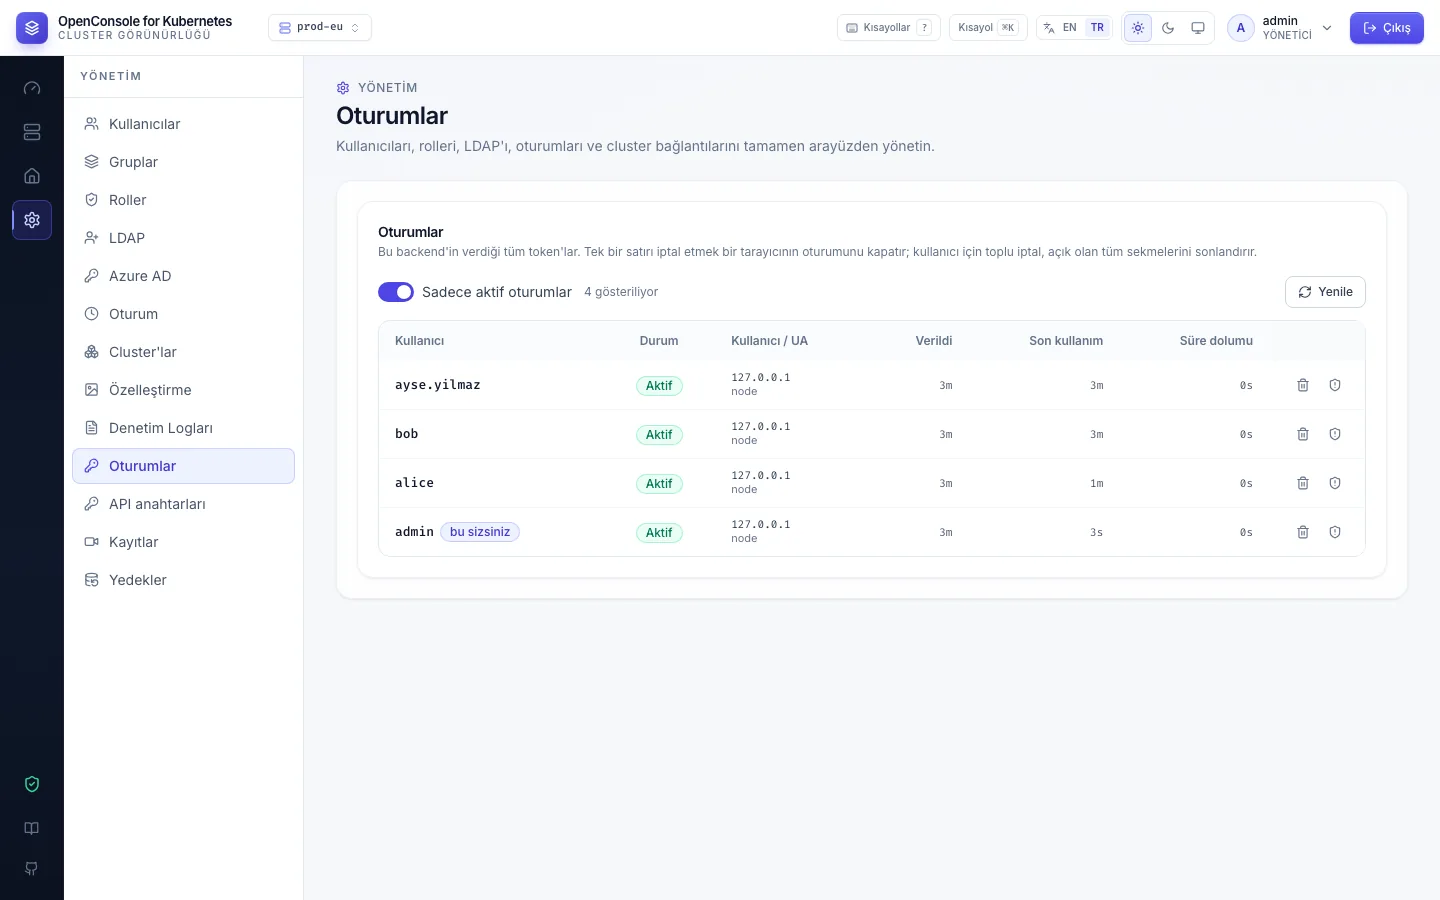 OpenConsole for Kubernetes
CLUSTER GÖRÜNÜRLÜĞÜ
prod-eu
Kısayollar ?
Kısayol ⌘K
EN TR
A
admin
YÖNETİCİ
Çıkış
YÖNETİM
Kullanıcılar
Gruplar
Roller
LDAP
Azure AD
Oturum
Cluster'lar
Özelleştirme
Denetim Logları
Oturumlar
API anahtarları
Kayıtlar
Yedekler
YÖNETİM
Oturumlar
Kullanıcıları, rolleri, LDAP'ı, oturumları ve cluster bağlantılarını tamamen arayüzden yönetin.
Oturumlar
Bu backend'in verdiği tüm token'lar. Tek bir satırı iptal etmek bir tarayıcının oturumunu kapatır; kullanıcı için toplu iptal, açık olan tüm sekmelerini sonlandırır.
Sadece aktif oturumlar 4 gösteriliyor
Yenile
Kullanıcı Durum Kullanıcı / UA Verildi Son kullanım Süre dolumu
ayse.yilmaz Aktif 127.0.0.1 3m 3m 0s
node
bob Aktif 127.0.0.1 3m 3m 0s
node
alice Aktif 127.0.0.1 3m 1m 0s
node
admin bu sizsiniz Aktif 127.0.0.1 3m 3s 0s
node